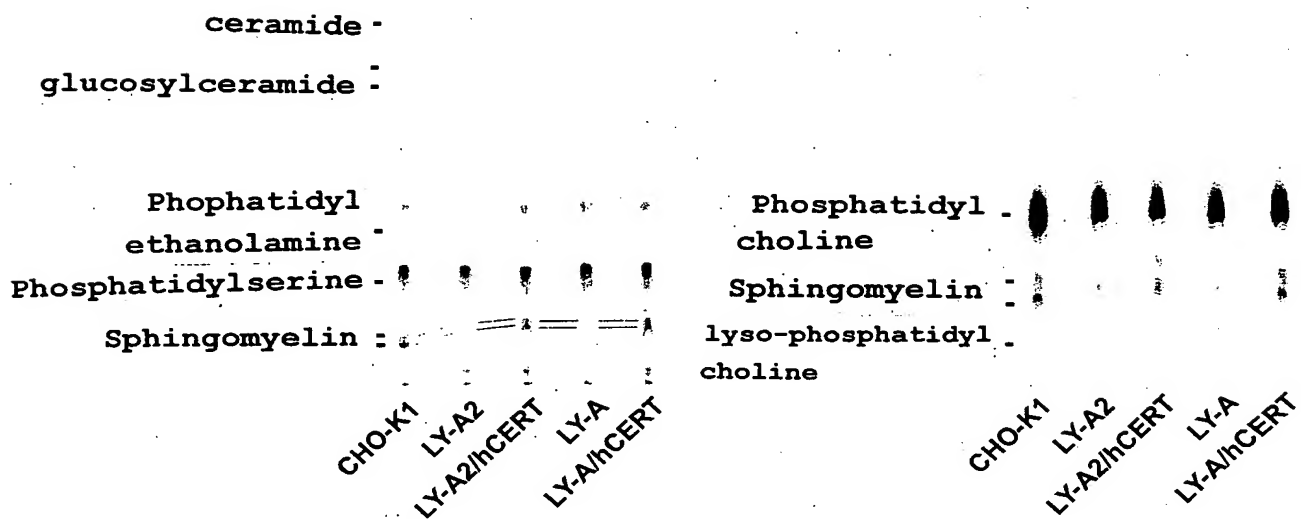 ceramide -
glucosylceramide -
Phophatidyl
ethanolamine -
Phosphatidylserine -
Sphingomyelin -
CHO-K1
LY-A2
LY-A2/hCERT
LY-A
LY-A/hCERT
Phosphatidyl -
choline
Sphingomyelin -
lyso-phosphatidyl -
choline
CHO-K1
LY-A2
LY-A2/hCERT
LY-A
LY-A/hCERT